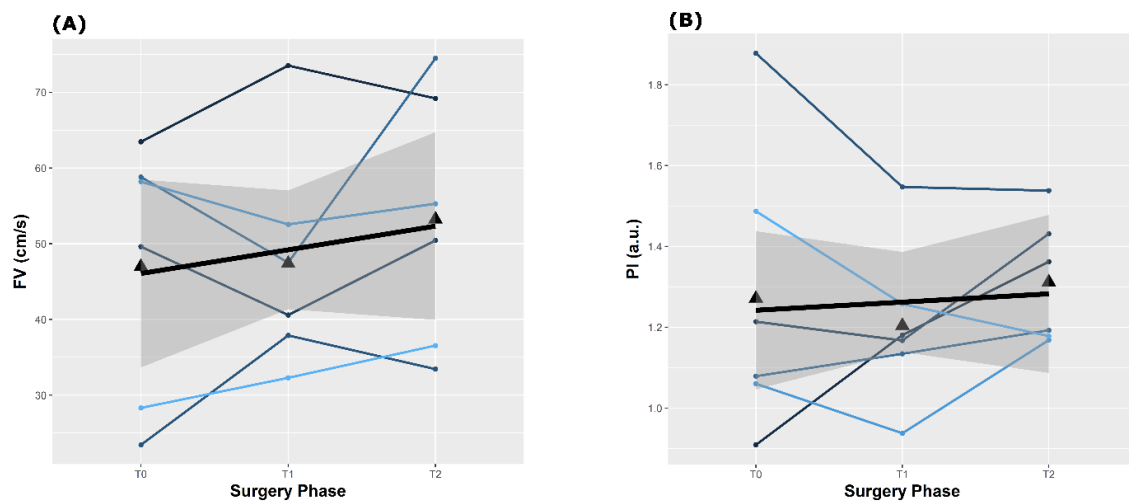 (A)
FV (cm/s)
70
60
50
40
30
T0
T1
T2
Surgery Phase
(B)
PI (a.u.)
1.8
1.6
1.4
1.2
1.0
T0
T1
T2
Surgery Phase